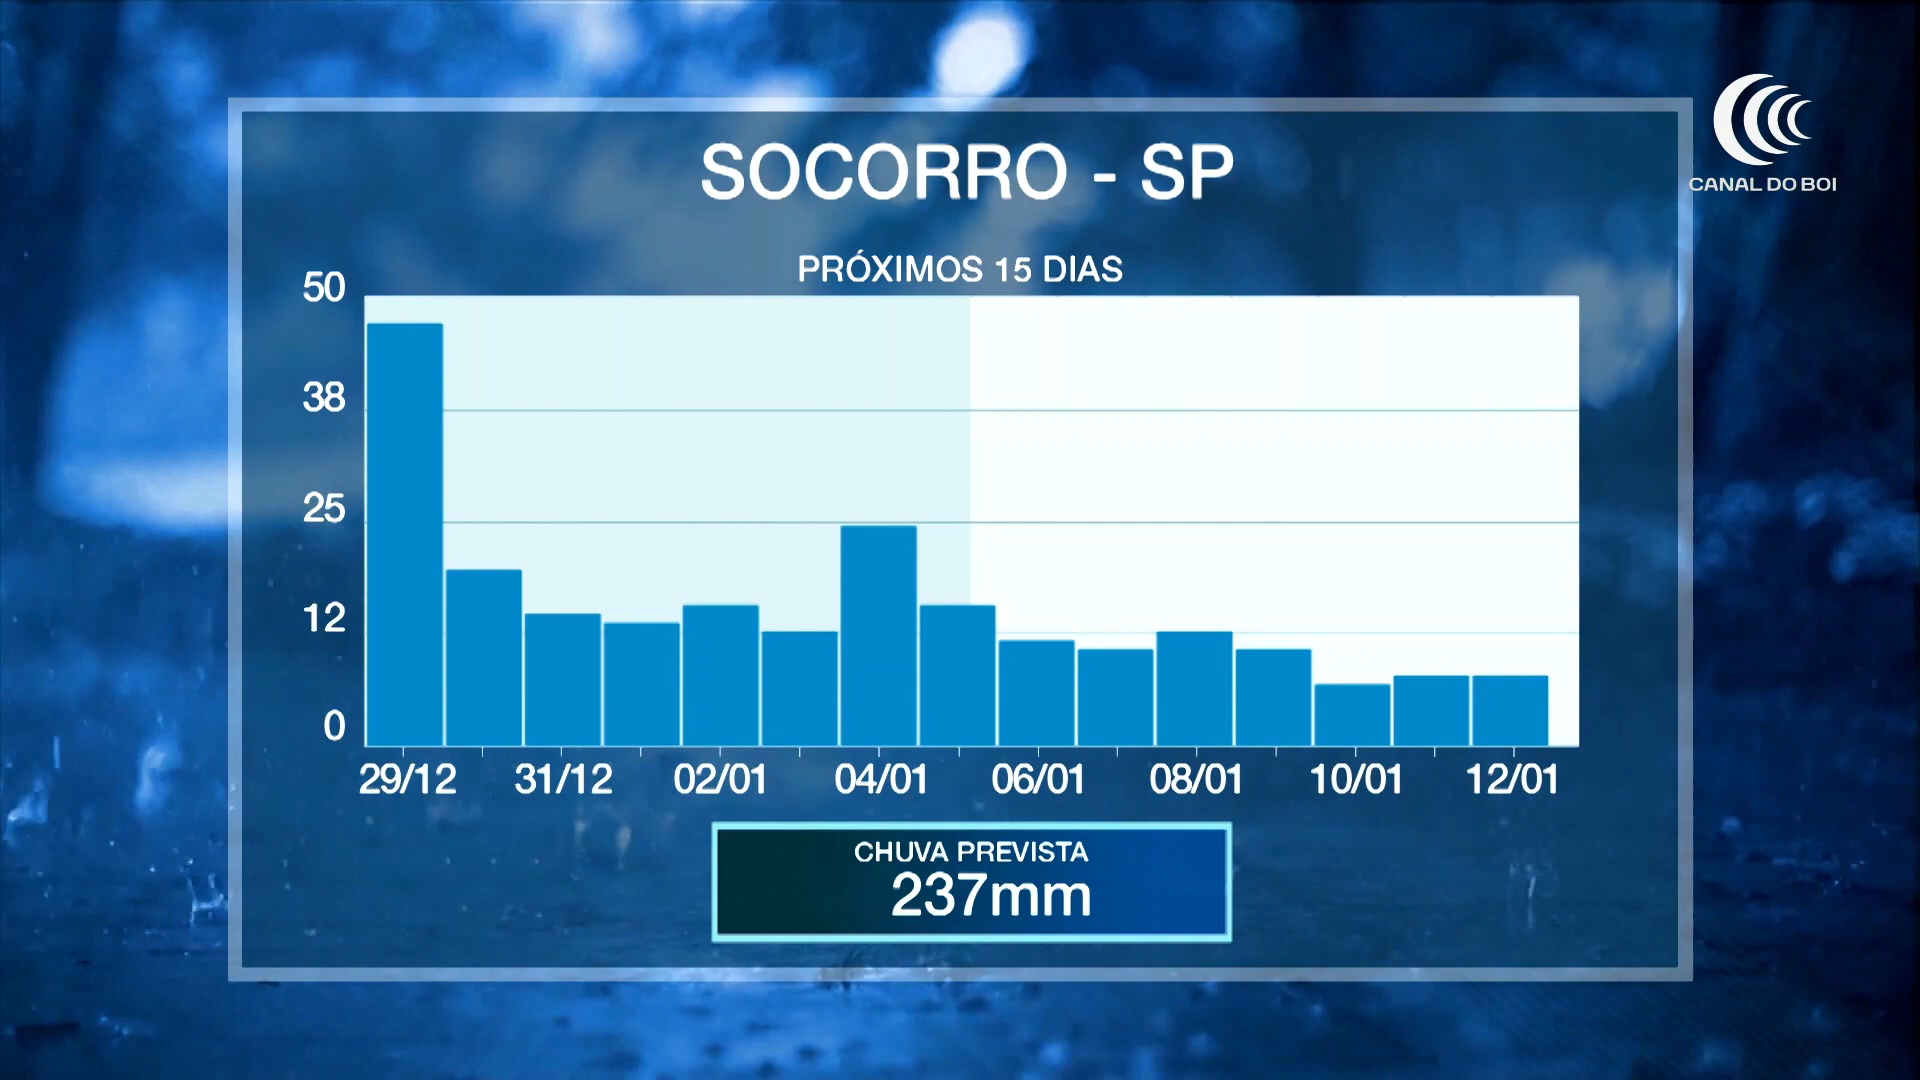 CANAL DO BOI
SOCORRO - SP
PRÓXIMOS 15 DIAS
50
38
25
12
0
29/12 31/12 02/01 04/01 06/01 08/01 10/01 12/01
CHUVA PREVISTA
237mm